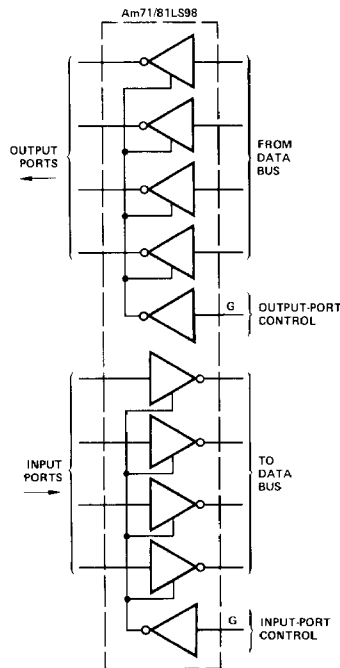 Am71/81LS98
OUTPUT
PORTS
FROM
DATA
BUS
G
OUTPUT-PORT
CONTROL
INPUT
PORTS
TO
DATA
BUS
G
INPUT-PORT
CONTROL